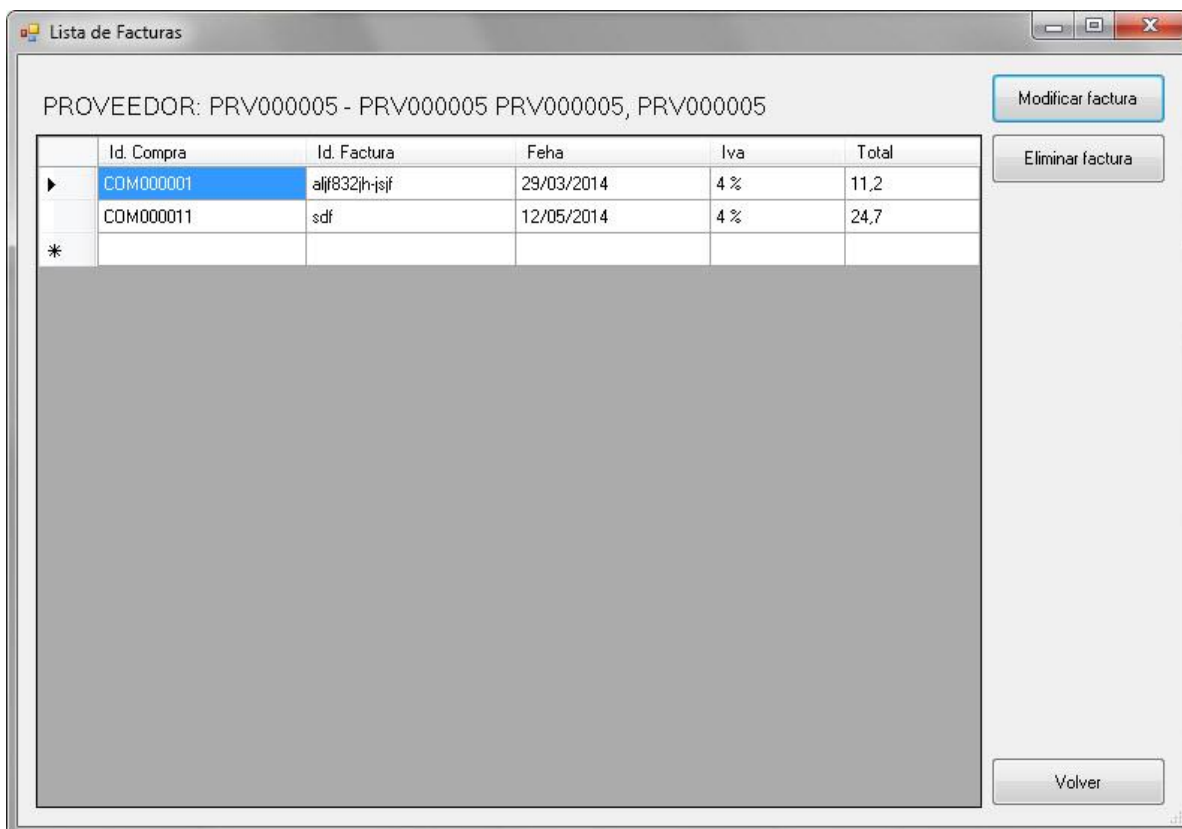 Lista de Facturas
PROVEEDOR: PRV000005 - PRV000005 PRV000005, PRV000005
Modificar factura
Eliminar factura
Id. Compra Id. Factura Feha Iva Total
COM000001 aljf832jh-jsjf 29/03/2014 4 % 11,2
COM000011 sdf 12/05/2014 4 % 24,7
Volver